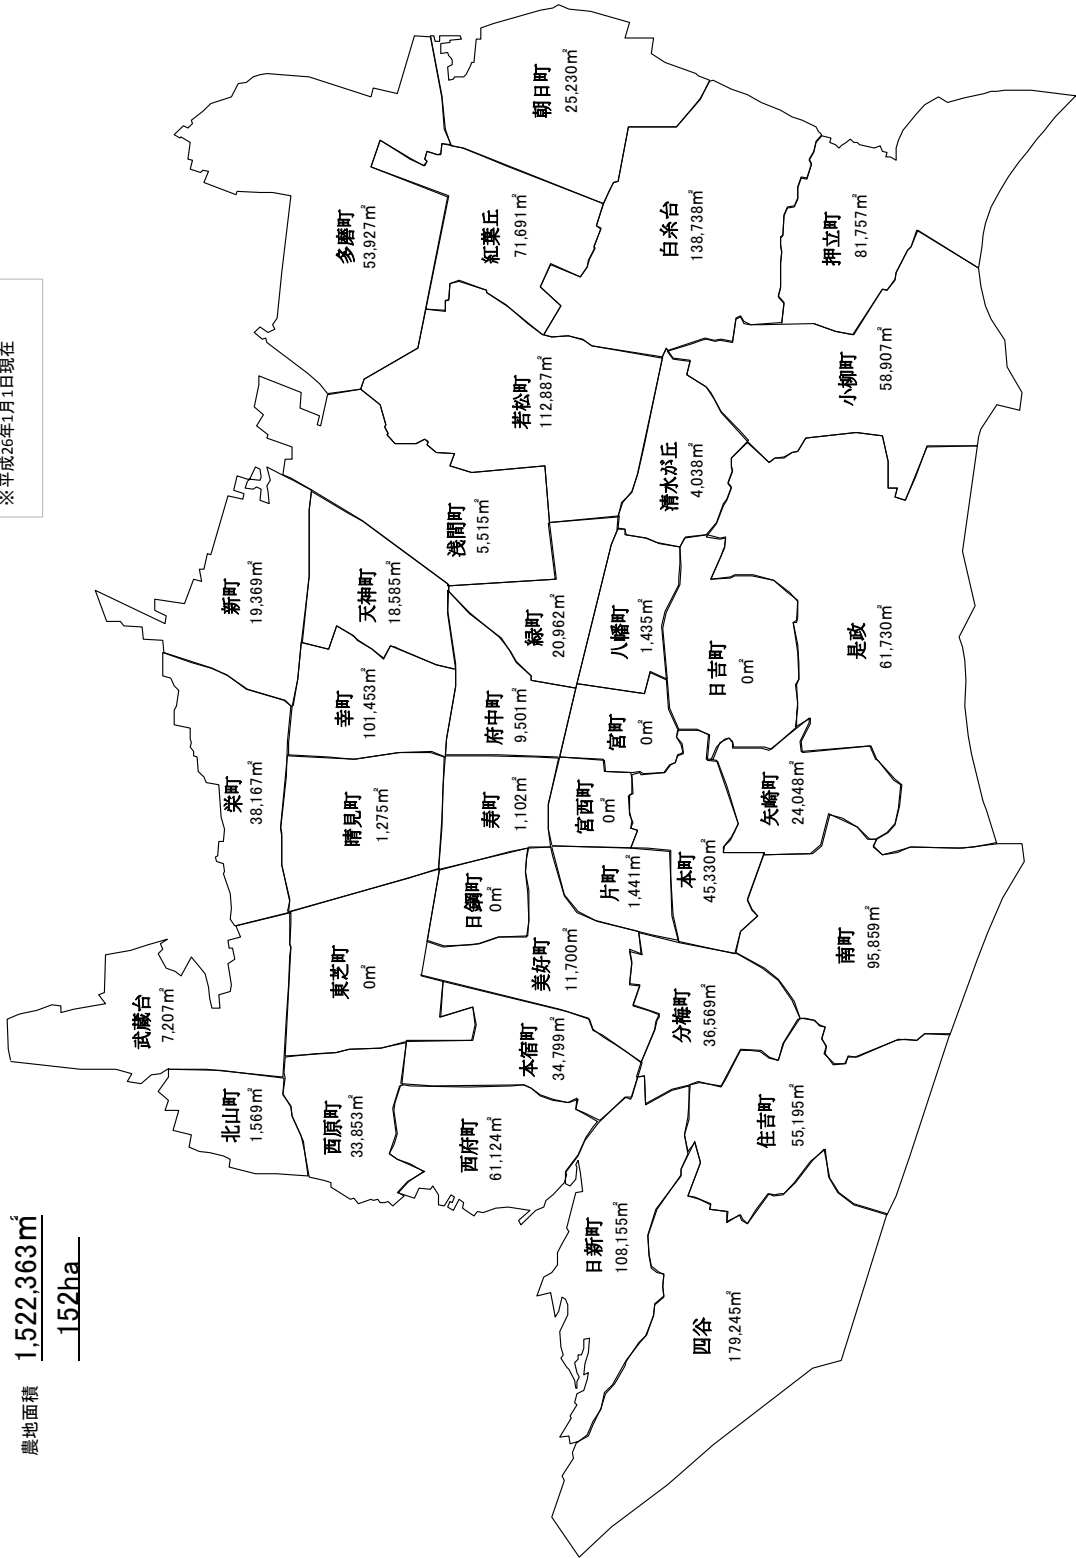 農地面積 1,522,363㎡
152ha
※平成26年1月1日現在
武蔵台
7,207㎡
北山町
1,569㎡
栄町
38,167㎡
新町
19,369㎡
多磨町
53,927㎡
朝日町
25,230㎡
西原町
33,853㎡
東芝町
0㎡
晴見町
1,275㎡
幸町
101,453㎡
天神町
18,585㎡
紅葉丘
71,691㎡
西府町
61,124㎡
本宿町
34,799㎡
美好町
11,700㎡
日鋼町
0㎡
寿町
1,102㎡
府中町
9,501㎡
緑町
20,962㎡
浅間町
5,515㎡
若松町
112,887㎡
白糸台
138,738㎡
日新町
108,155㎡
分梅町
36,569㎡
片町
1,441㎡
宮西町
0㎡
宮町
0㎡
八幡町
1,435㎡
清水が丘
4,038㎡
四谷
179,245㎡
住吉町
55,195㎡
本町
45,330㎡
矢崎町
24,048㎡
日吉町
0㎡
小柳町
58,907㎡
押立町
81,757㎡
南町
95,859㎡
是政
61,730㎡